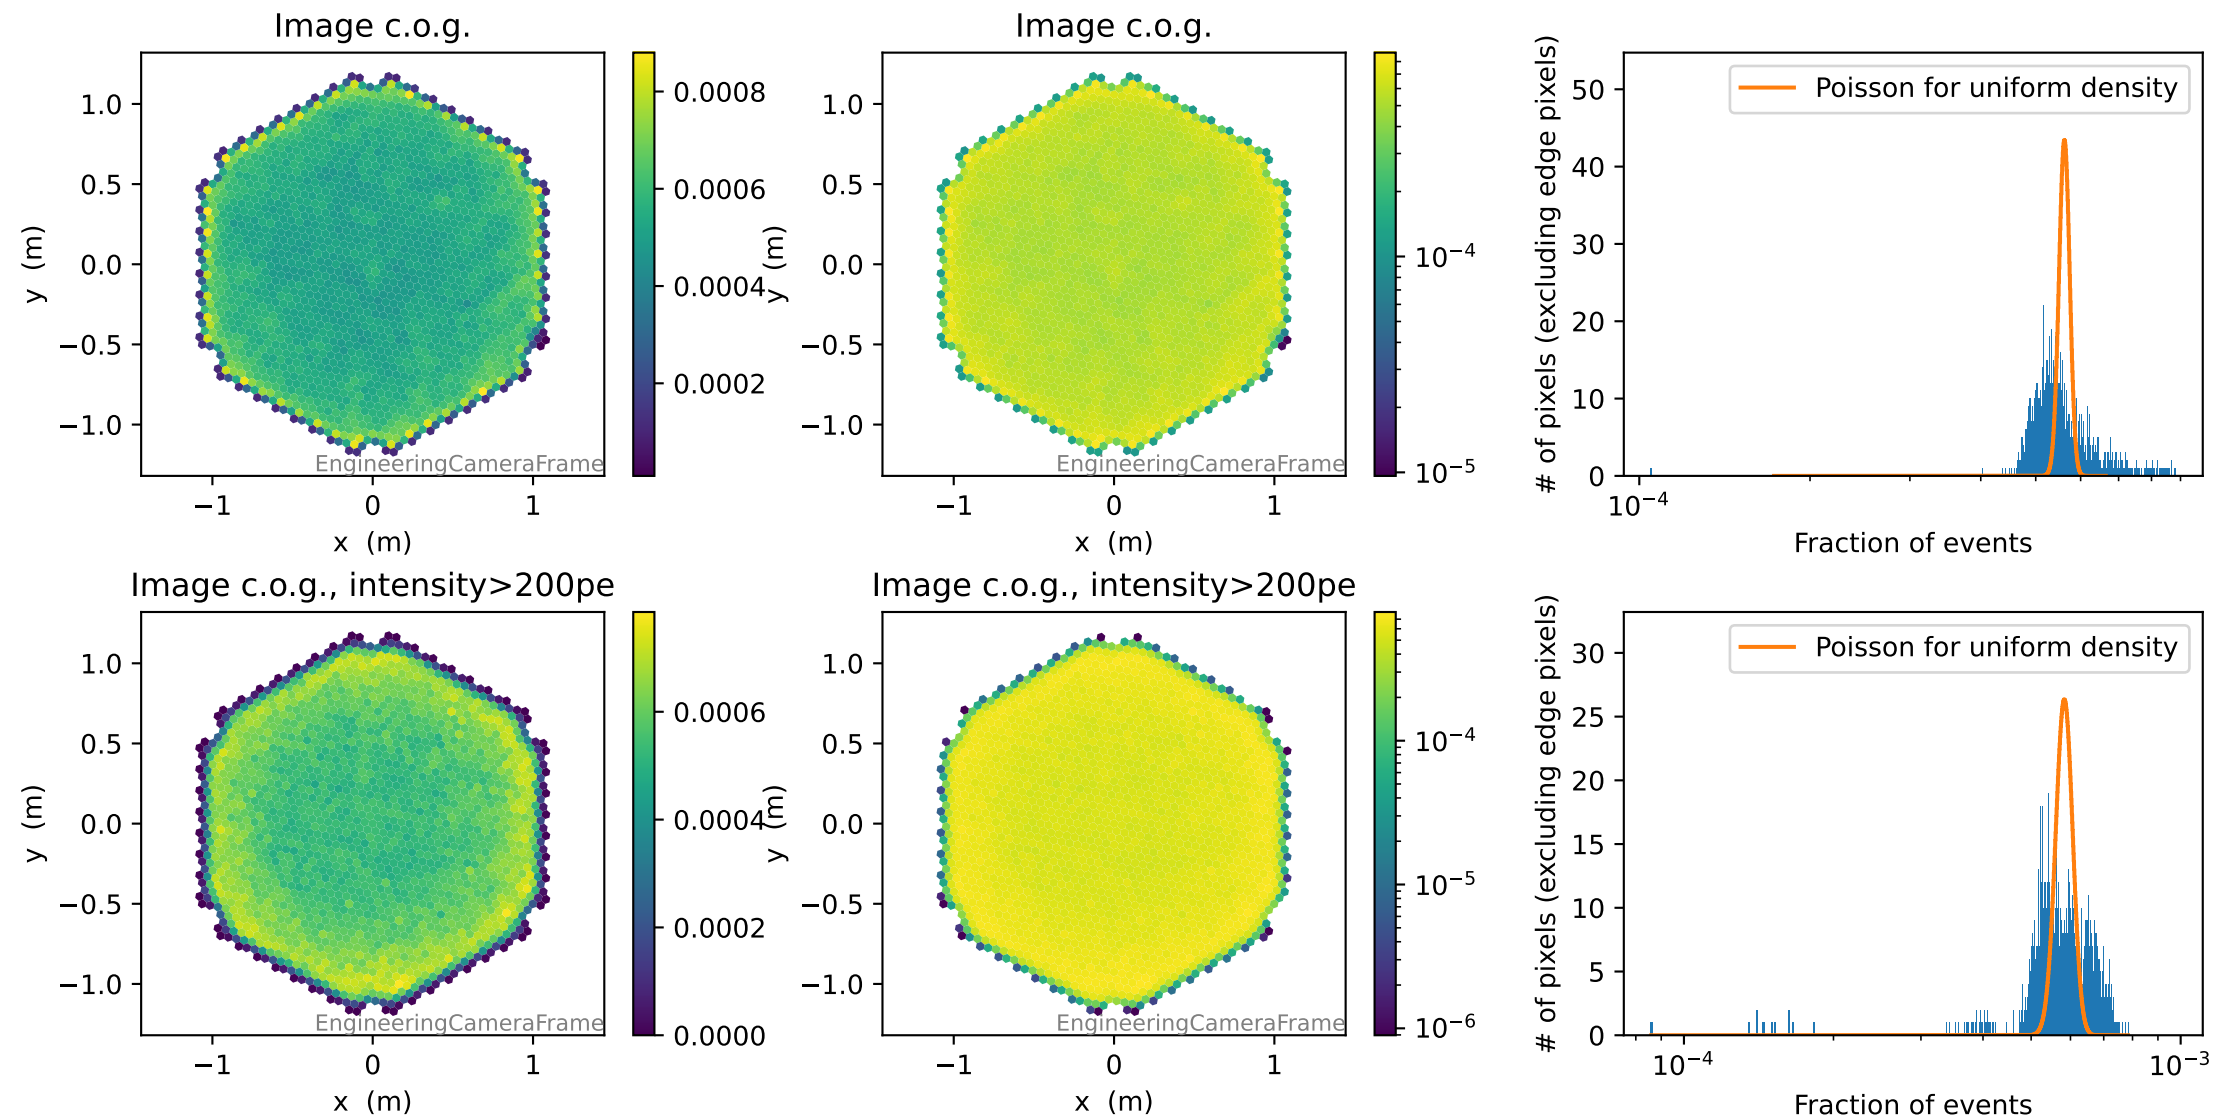 Image c.o.g.
y (m)
1.0
0.5
0.0
−0.5
−1.0
−1
0
1
x (m)
EngineeringCameraFrame
0.0008
0.0006
0.0004
0.0002
Image c.o.g.
y (m)
1.0
0.5
0.0
−0.5
−1.0
−1
0
1
x (m)
EngineeringCameraFrame
10−4
10−5
# of pixels (excluding edge pixels)
50
40
30
20
10
0
Poisson for uniform density
10−4
Fraction of events
Image c.o.g., intensity>200pe
y (m)
1.0
0.5
0.0
−0.5
−1.0
−1
0
1
x (m)
EngineeringCameraFrame
0.0006
0.0004
0.0002
0.0000
Image c.o.g., intensity>200pe
y (m)
1.0
0.5
0.0
−0.5
−1.0
−1
0
1
x (m)
EngineeringCameraFrame
10−4
10−5
10−6
# of pixels (excluding edge pixels)
30
25
20
15
10
5
0
Poisson for uniform density
10−4
10−3
Fraction of events